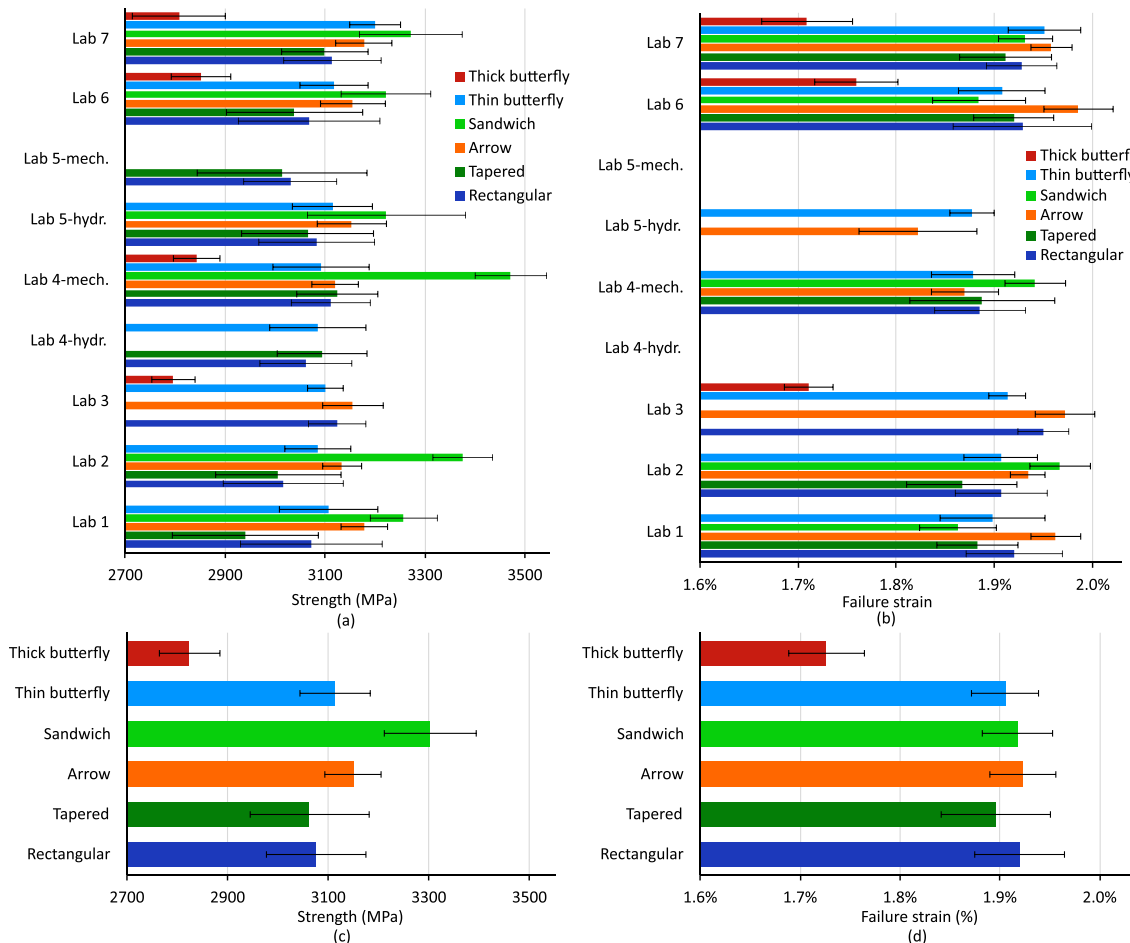 Lab 7
Lab 6
Lab 5-mech.
Lab 5-hydr.
Lab 4-mech.
Lab 4-hydr.
Lab 3
Lab 2
Lab 1
Thick butterfly
Thin butterfly
Sandwich
Arrow
Tapered
Rectangular
2700 2900 3100 3300 3500
Strength (MPa)
(a)
Lab 7
Lab 6
Lab 5-mech.
Lab 5-hydr.
Lab 4-mech.
Lab 4-hydr.
Lab 3
Lab 2
Lab 1
Thick butterf
Thin butterfly
Sandwich
Arrow
Tapered
Rectangular
1.6% 1.7% 1.8% 1.9% 2.0%
Failure strain
(b)
Thick butterfly
Thin butterfly
Sandwich
Arrow
Tapered
Rectangular
2700 2900 3100 3300 3500
Strength (MPa)
(c)
Thick butterfly
Thin butterfly
Sandwich
Arrow
Tapered
Rectangular
1.6% 1.7% 1.8% 1.9% 2.0%
Failure strain (%)
(d)